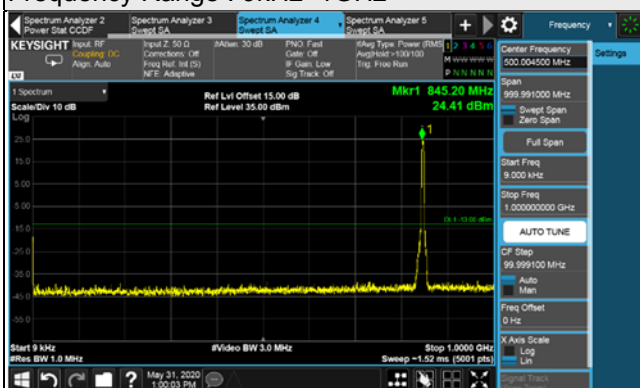 Spectrum Analyzer 2
Power Stat CCDF
Spectrum Analyzer 3
Swept SA
Spectrum Analyzer 4
Swept SA
Spectrum Analyzer 5
Swept SA
Frequency
KEYSIGHT
Input: RF
Coupling: DC
Align: Auto
Input Z: 50 Ω
Corrections: Off
Freq Ref: Int (S)
NFE: Adaptive
#Atten: 30 dB
PNO: Fast
Gate: Off
IF Gain: Low
Sig Track: Off
#Avg Type: Power (RMS
Avg|Hold:>100/100
Trig: Free Run
1 2 3 4 5 6
M W W W W W
P N N N N N
LXI
1 Spectrum
Scale/Div 10 dB
Log
Ref Lvl Offset 15.00 dB
Ref Level 35.00 dBm
Mkr1 845.20 MHz
24.41 dBm
1
25.0
15.0
5.00
-5.00
-15.0
-25.0
-35.0
-45.0
-55.0
DL1 -13.00 dBm
Start 9 kHz
#Res BW 1.0 MHz
#Video BW 3.0 MHz
Stop 1.0000 GHz
Sweep ~1.52 ms (5001 pts)
May 31, 2020
1:00:03 PM
Center Frequency
500.004500 MHz
Settings
Span
999.991000 MHz
Swept Span
Zero Span
Full Span
Start Freq
9.000 kHz
Stop Freq
1.000000000 GHz
AUTO TUNE
CF Step
99.999100 MHz
Auto
Man
Freq Offset
0 Hz
X Axis Scale
Log
Lin
Signal Track